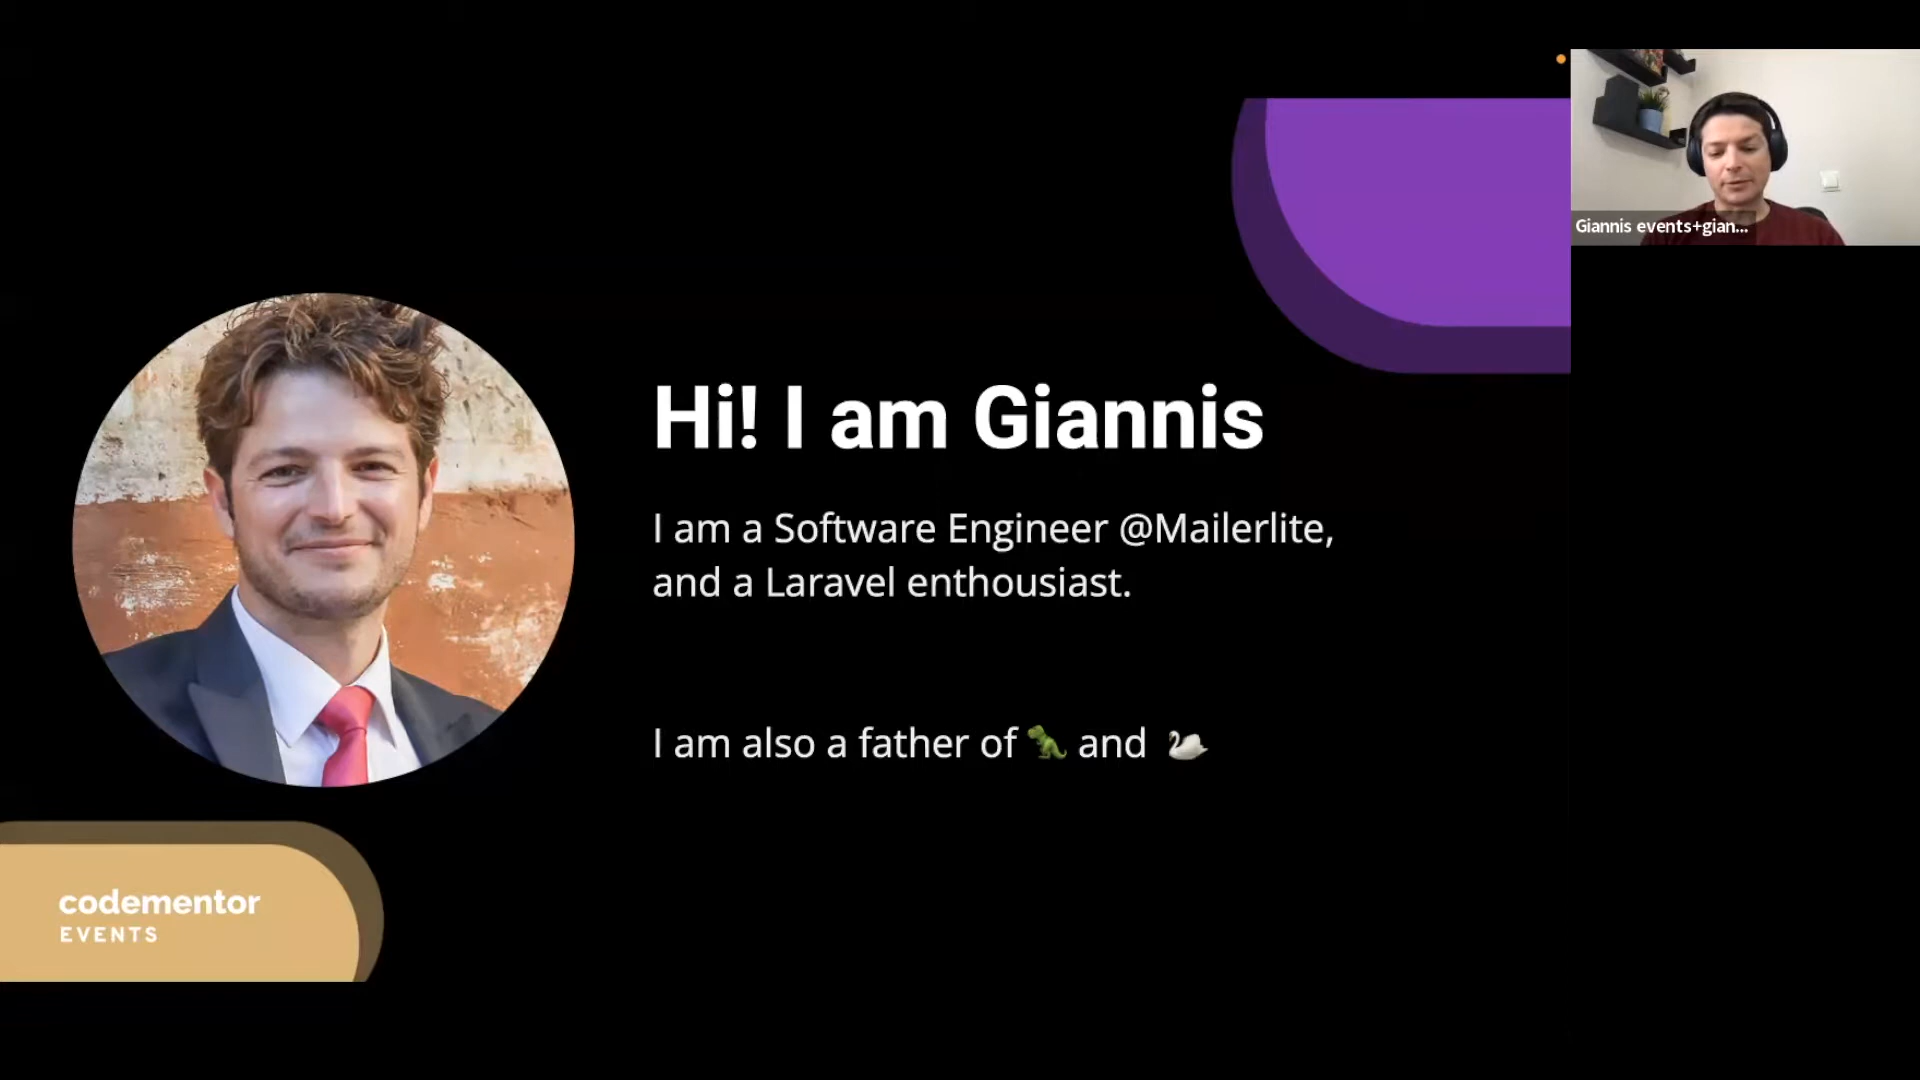 Giannis events+gian...
Hi! I am Giannis
I am a Software Engineer @Mailerlite,
and a Laravel enthousiast.
I am also a father of 🦖 and 🦢
codementor
EVENTS